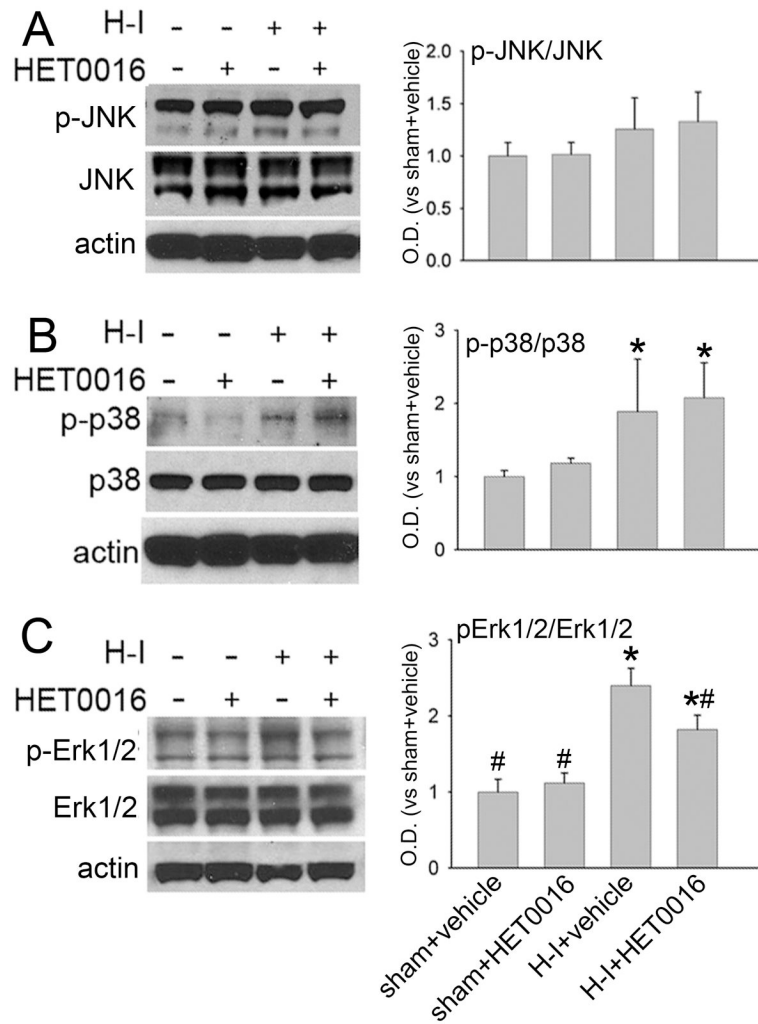 A
H-I - - + +
HET0016 - + - +
p-JNK
JNK
actin
p-JNK/JNK
O.D. (vs sham+vehicle)
2.0
1.5
1.0
0.5
0.0
B
H-I - - + +
HET0016 - + - +
p-p38
p38
actin
p-p38/p38
O.D. (vs sham+vehicle)
3
2
1
0
* *
C
H-I - - + +
HET0016 - + - +
p-Erk1/2
Erk1/2
actin
pErk1/2/Erk1/2
O.D. (vs sham+vehicle)
3
2
1
0
# # * *#
sham+vehicle
sham+HET0016
H-I+vehicle
H-I+HET0016